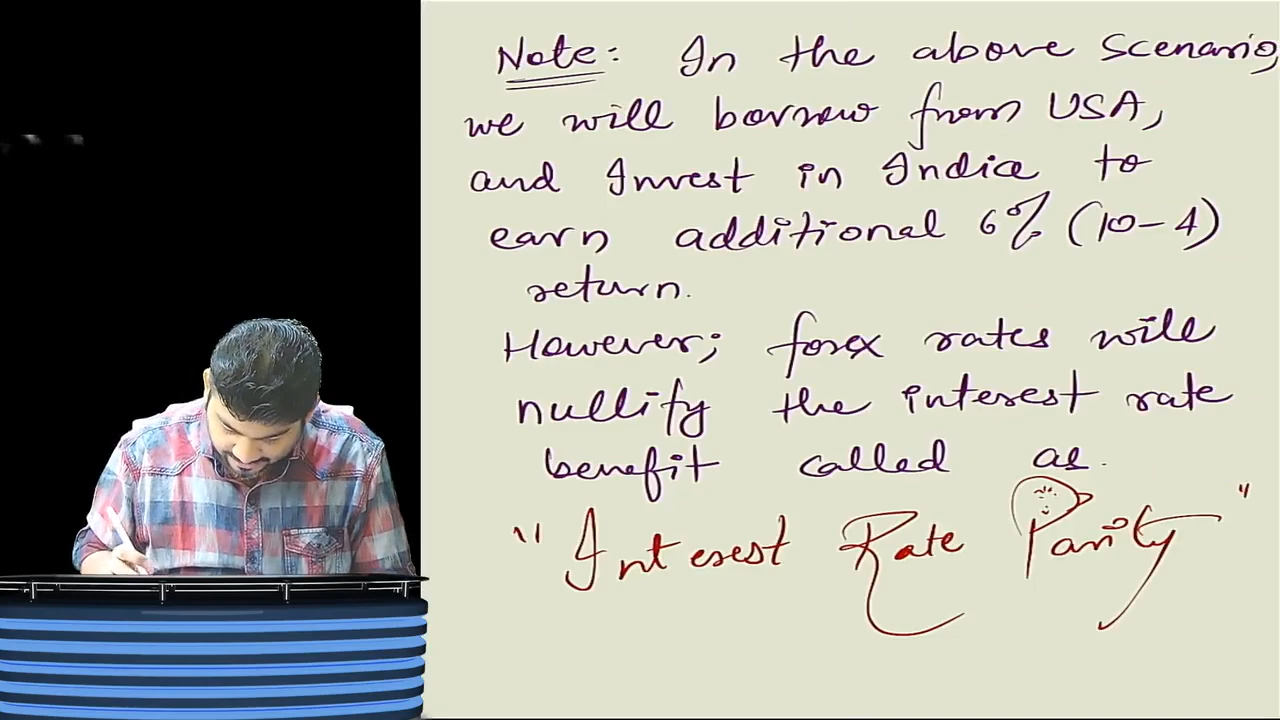 Note: In the above scenario,
we will borrow from USA,
and Invest in India to
earn additional 6% (10-4)
return.
However; forex rates will
nullify the interest rate
benefit called as.
"Interest Rate Parity"